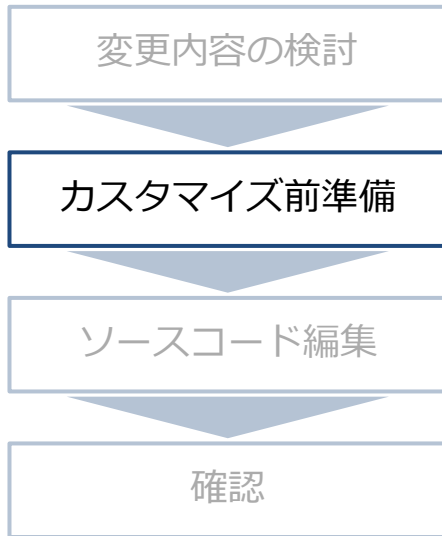 変更内容の検討
カスタマイズ前準備
ソースコード編集
確認